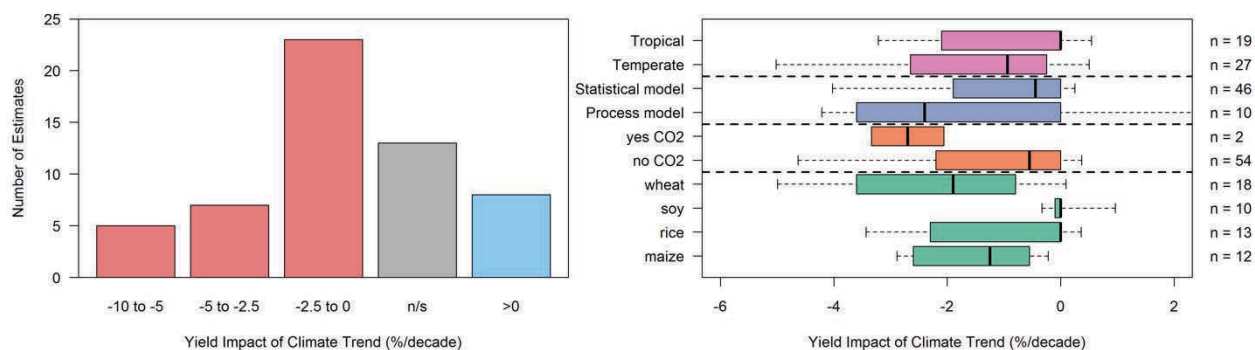 25
20
15
10
5
0
Number of Estimates
-10 to -5 -5 to -2.5 -2.5 to 0 n/s >0
Yield Impact of Climate Trend (%/decade)
Tropical n = 19
Temperate n = 27
Statistical model n = 46
Process model n = 10
yes CO2 n = 2
no CO2 n = 54
wheat n = 18
soy n = 10
rice n = 13
maize n = 12
-6 -4 -2 0 2
Yield Impact of Climate Trend (%/decade)